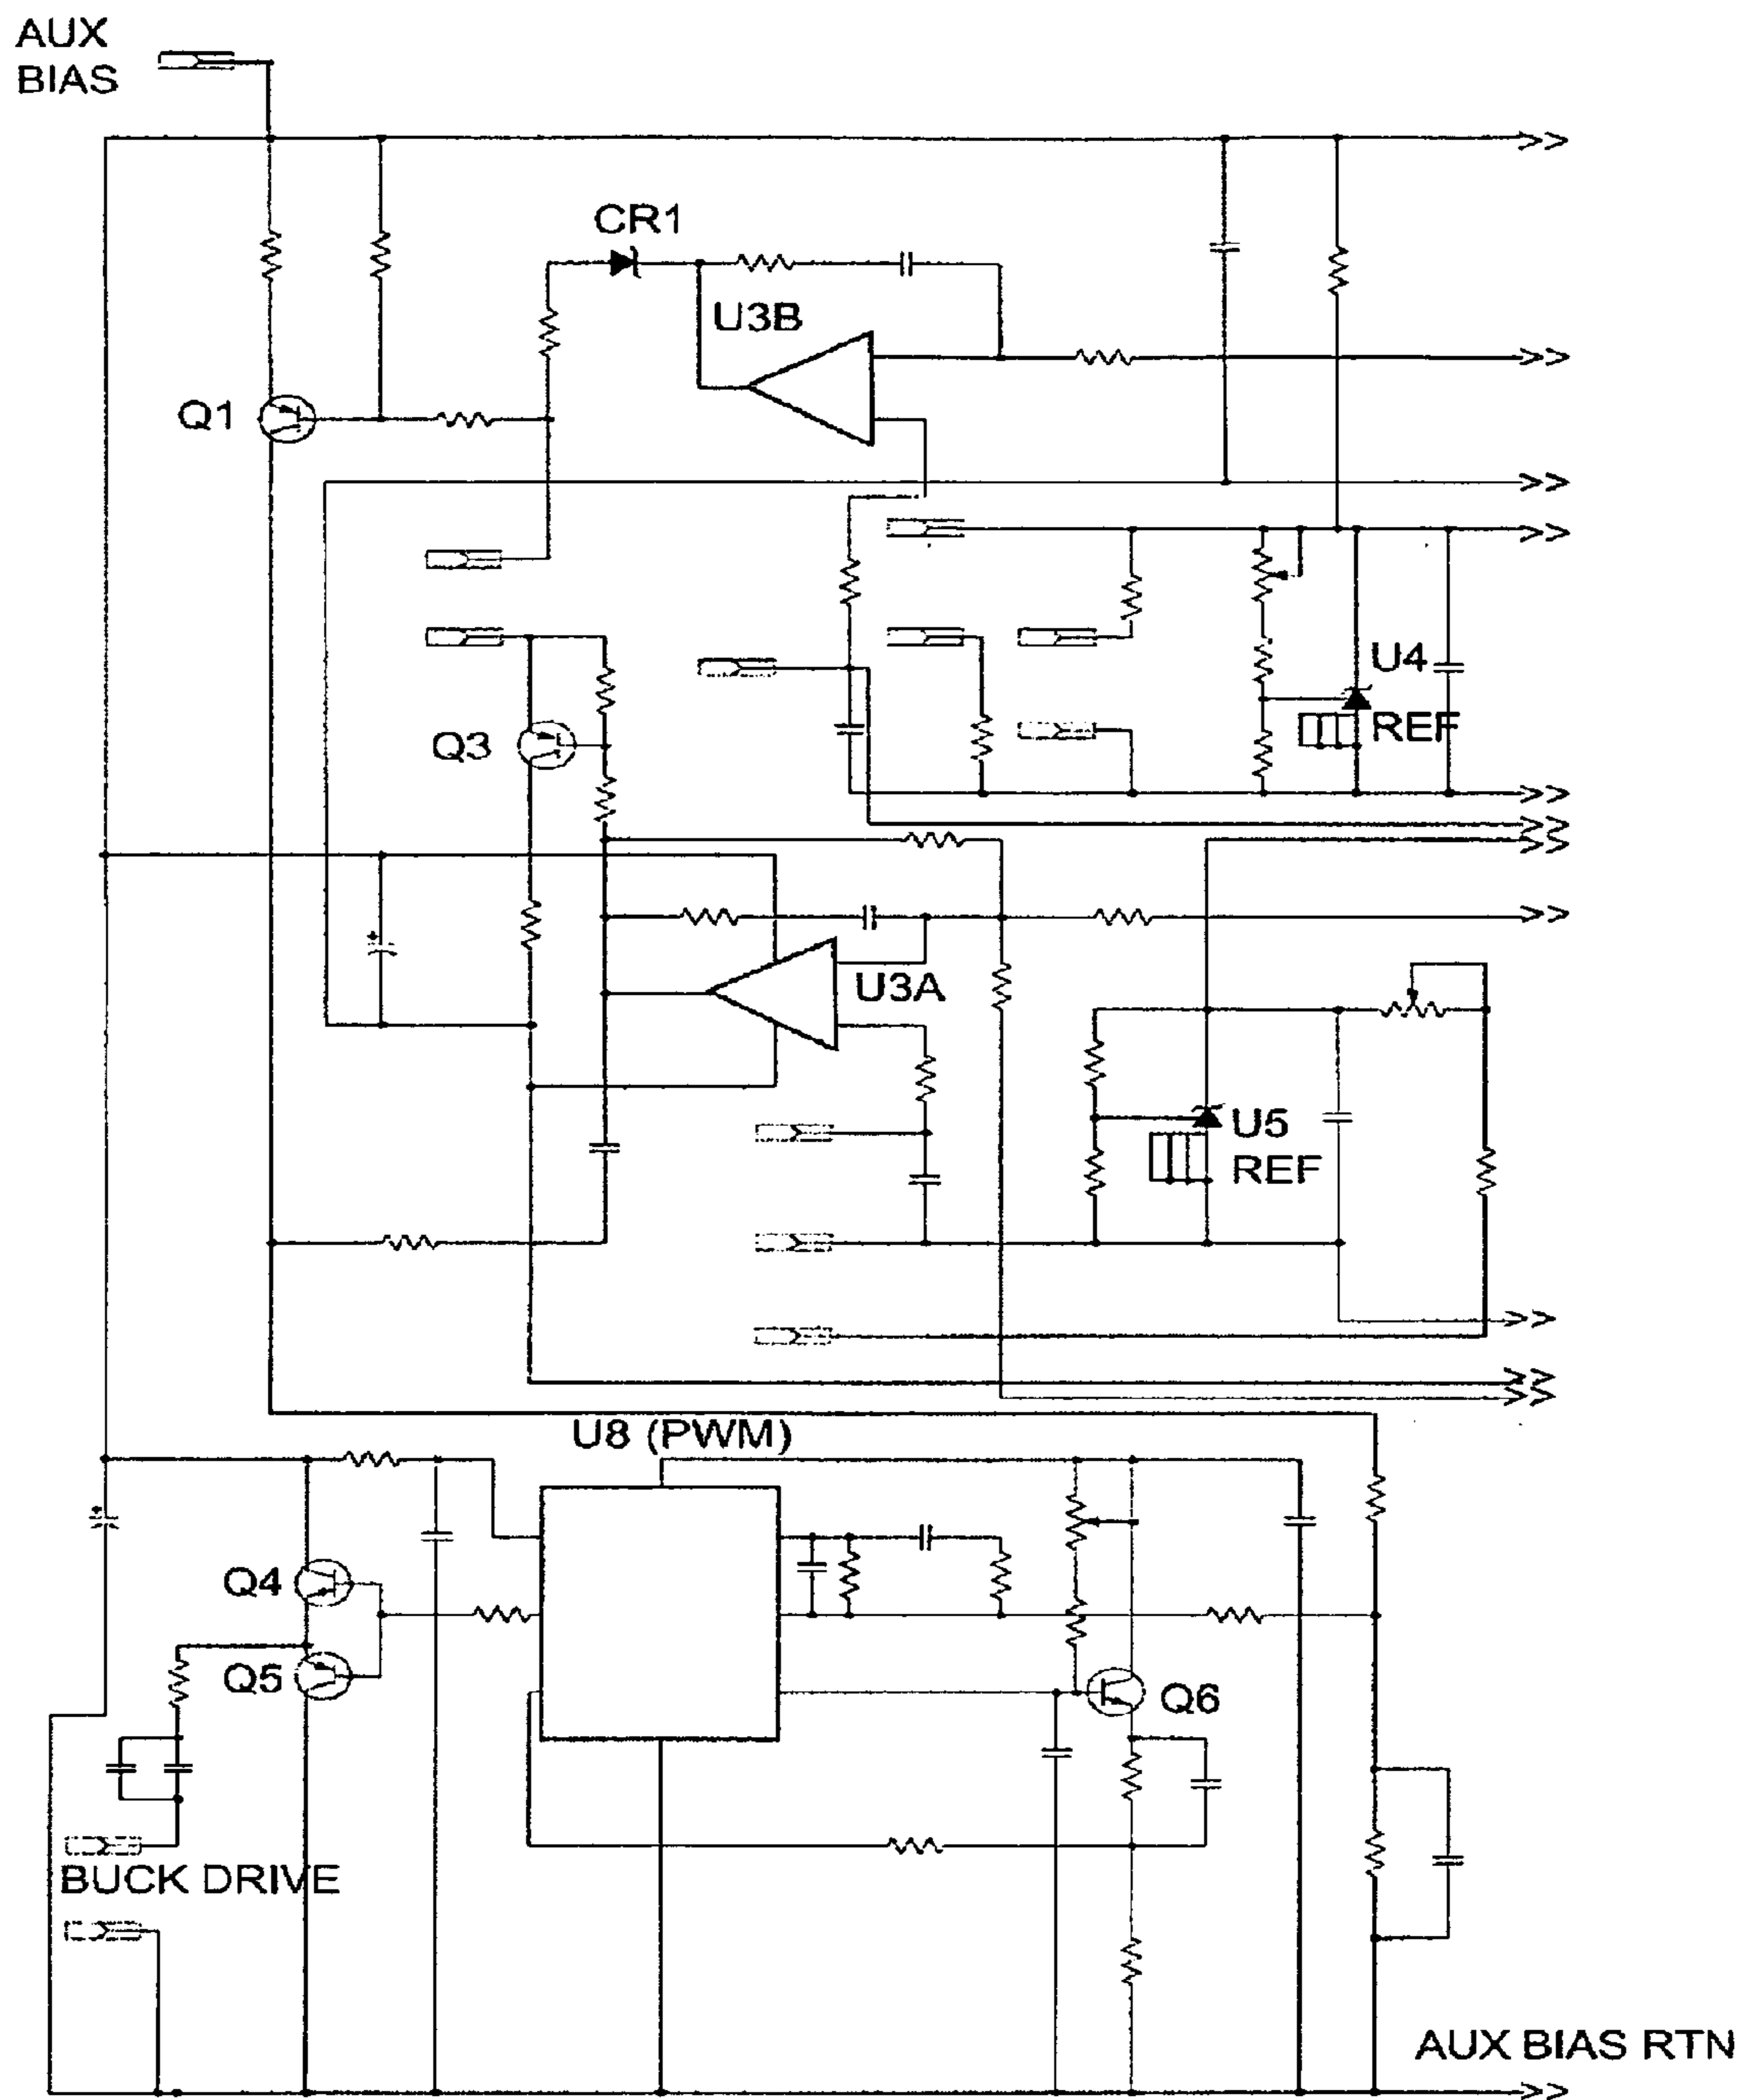 AUX
BIAS
CR1
U3B
Q1
U4
REF
Q3
U3A
U5
REF
U8 (PWM)
Q4
Q5
Q6
BUCK DRIVE
AUX BIAS RTN